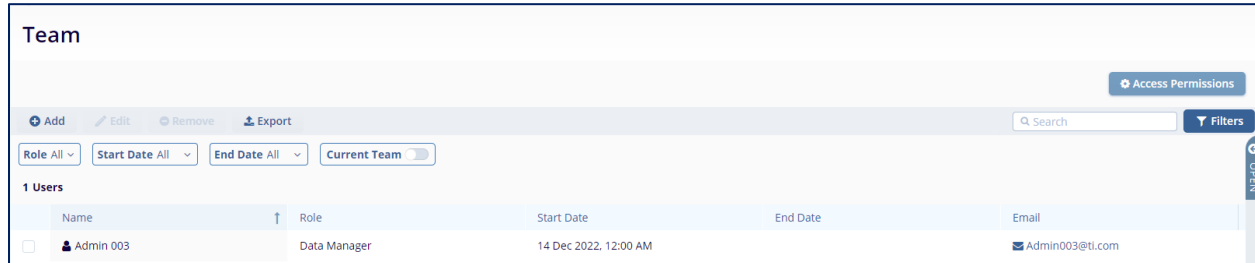 Team
Access Permissions
Add Edit Remove Export Search Filters
Role All Start Date All End Date All Current Team
OPEN
1 Users
Name Role Start Date End Date Email
Admin 003 Data Manager 14 Dec 2022, 12:00 AM Admin003@ti.com